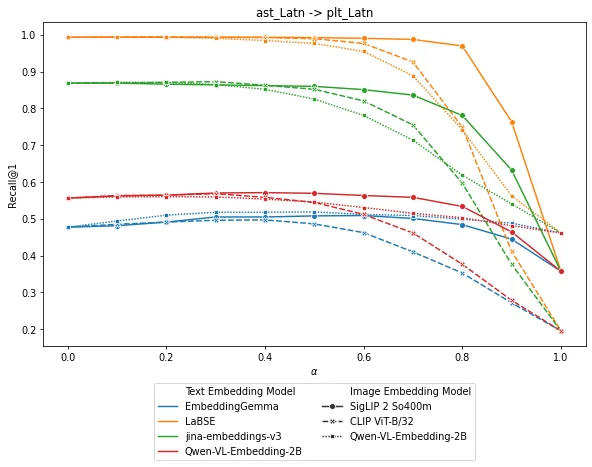 ast_Latn -> plt_Latn
Recall@1
1.0
0.9
0.8
0.7
0.6
0.5
0.4
0.3
0.2
0.0
0.2
0.4
0.6
0.8
1.0
α
Text Embedding Model
EmbeddingGemma
LaBSE
jina-embeddings-v3
Qwen-VL-Embedding-2B
Image Embedding Model
SigLIP 2 So400m
CLIP ViT-B/32
Qwen-VL-Embedding-2B